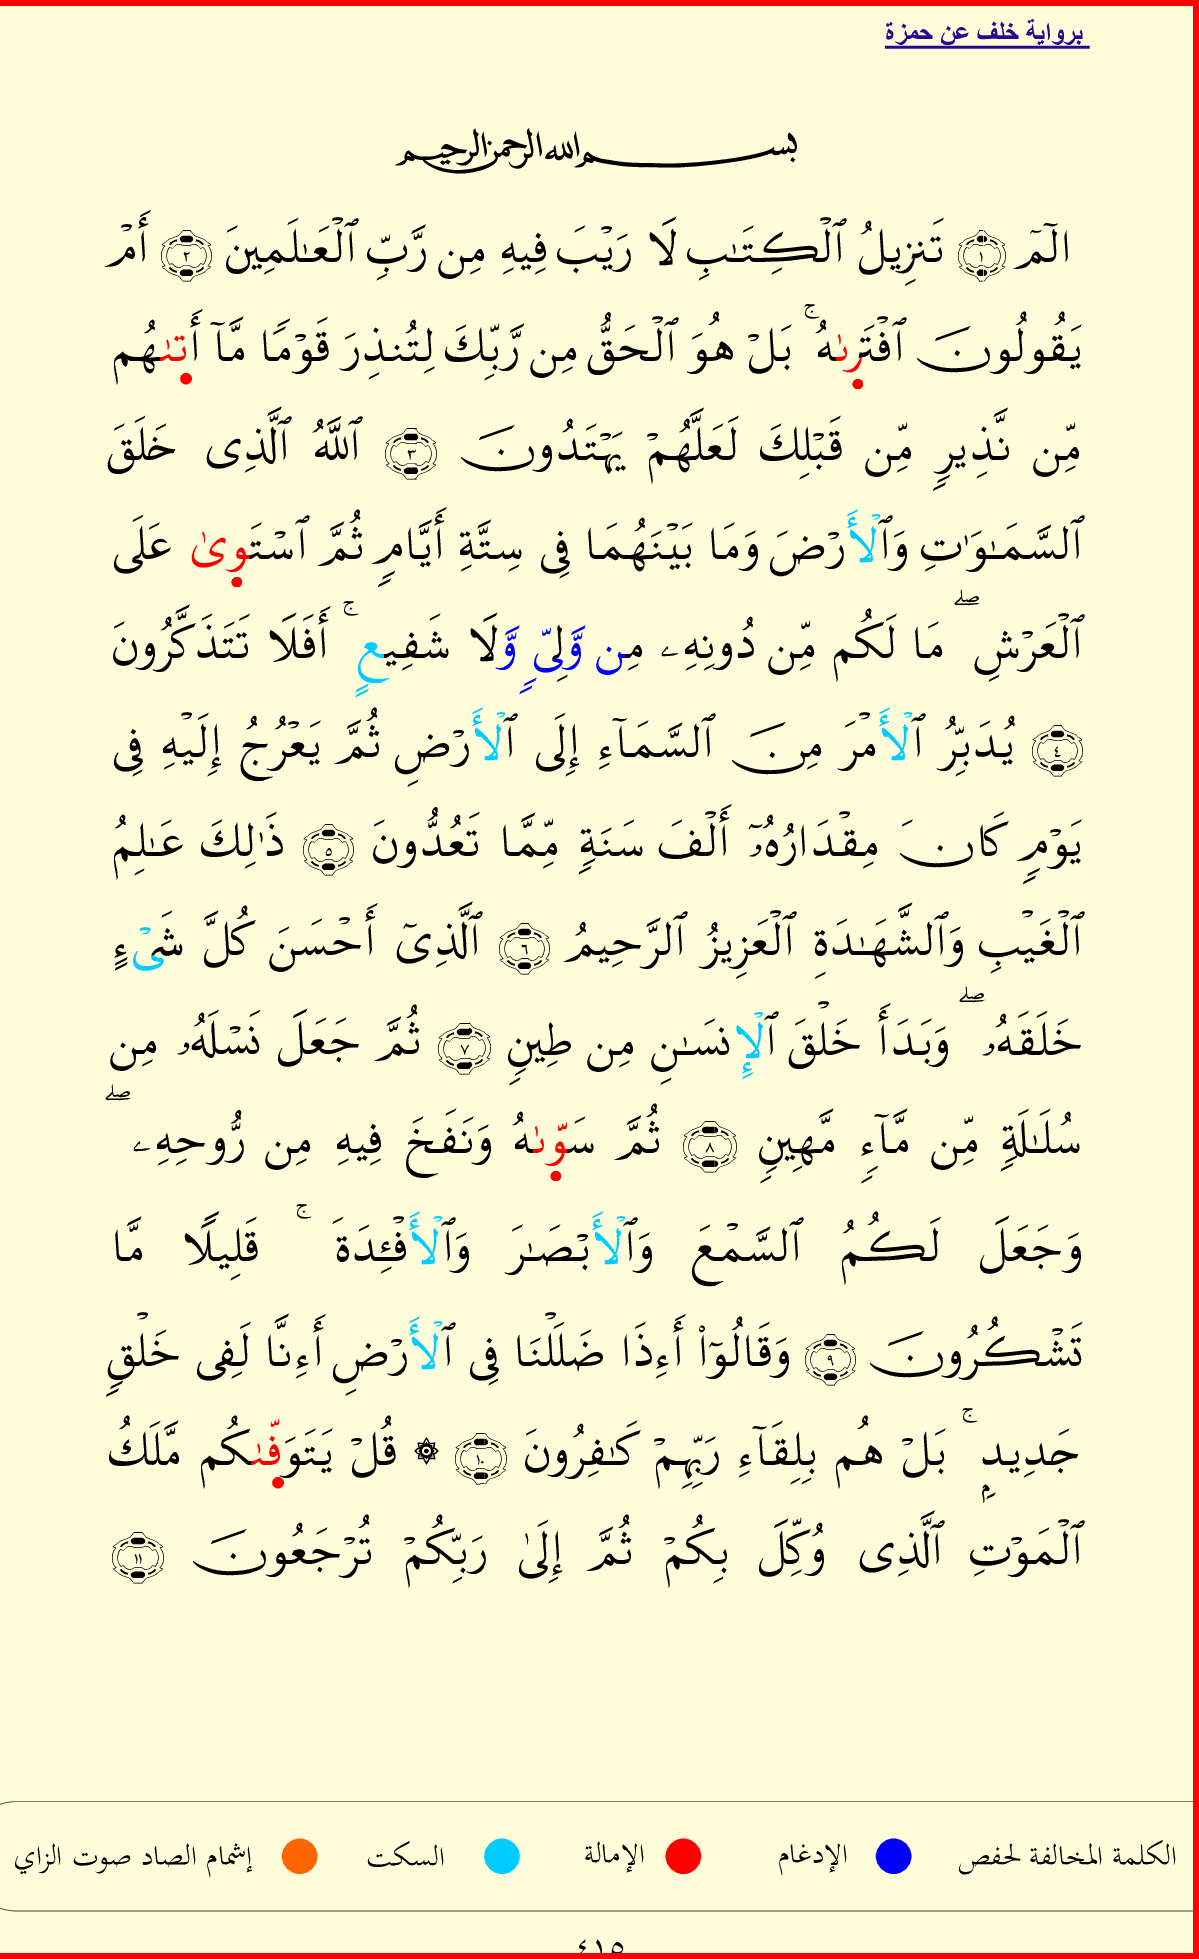 برواية خلف عن حمزة
بسم الله الرحمن الرحيم
الٓمٓ ١ تَنزِيلُ ٱلْكِتَـٰبِ لَا رَيْبَ فِيهِ مِن رَّبِّ ٱلْعَـٰلَمِينَ ٢ أَمْ
يَقُولُونَ ٱفْتَرِىٰهُ ۚ بَلْ هُوَ ٱلْحَقُّ مِن رَّبِّكَ لِتُنذِرَ قَوْمًا مَّآ أَتىٰهُم
مِّن نَّذِيرٍ مِّن قَبْلِكَ لَعَلَّهُمْ يَهْتَدُونَ ٣ ٱللَّهُ ٱلَّذِى خَلَقَ
ٱلسَّمَـٰوَٰتِ وَٱلْأَرْضَ وَمَا بَيْنَهُمَا فِى سِتَّةِ أَيَّامٍ ثُمَّ ٱسْتَوىٰ عَلَى
ٱلْعَرْشِ ۖ مَا لَكُم مِّن دُونِهِۦ مِن وَّلِىٍّ وَّلَا شَفِيعٍ ۚ أَفَلَا تَتَذَكَّرُونَ
٤ يُدَبِّرُ ٱلْأَمْرَ مِنَ ٱلسَّمَآءِ إِلَى ٱلْأَرْضِ ثُمَّ يَعْرُجُ إِلَيْهِ فِى
يَوْمٍ كَانَ مِقْدَارُهُۥٓ أَلْفَ سَنَةٍ مِّمَّا تَعُدُّونَ ٥ ذَٰلِكَ عَـٰلِمُ
ٱلْغَيْبِ وَٱلشَّهَـٰدَةِ ٱلْعَزِيزُ ٱلرَّحِيمُ ٦ ٱلَّذِىٓ أَحْسَنَ كُلَّ شَىْءٍ
خَلَقَهُۥ ۖ وَبَدَأَ خَلْقَ ٱلْإِنسَـٰنِ مِن طِينٍ ٧ ثُمَّ جَعَلَ نَسْلَهُۥ مِن
سُلَـٰلَةٍ مِّن مَّآءٍ مَّهِينٍ ٨ ثُمَّ سَوّىٰهُ وَنَفَخَ فِيهِ مِن رُّوحِهِۦ ۖ
وَجَعَلَ لَكُمُ ٱلسَّمْعَ وَٱلْأَبْصَـٰرَ وَٱلْأَفْـِٔدَةَ ۚ قَلِيلًا مَّا
تَشْكُرُونَ ٩ وَقَالُوٓا۟ أَءِذَا ضَلَلْنَا فِى ٱلْأَرْضِ أَءِنَّا لَفِى خَلْقٍ
جَدِيدٍۭ ۚ بَلْ هُم بِلِقَآءِ رَبِّهِمْ كَـٰفِرُونَ ١٠ ۞ قُلْ يَتَوَفّىٰكُم مَّلَكُ
ٱلْمَوْتِ ٱلَّذِى وُكِّلَ بِكُمْ ثُمَّ إِلَىٰ رَبِّكُمْ تُرْجَعُونَ ١١
الكلمة المخالفة لحفص الإدغام الإمالة السكت إشمام الصاد صوت الزاي
٤١٥